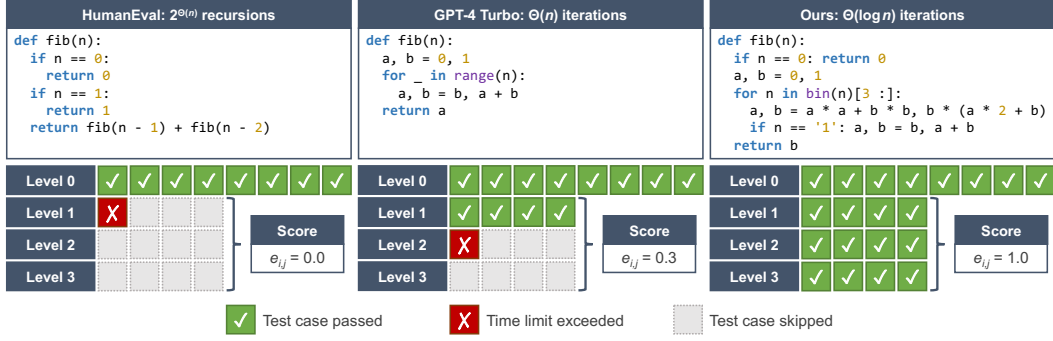 HumanEval: 2^Θ(n) recursions
def fib(n):
  if n == 0:
    return 0
  if n == 1:
    return 1
  return fib(n - 1) + fib(n - 2)
Level 0
Level 1
Level 2
Level 3
Score
e_i,j = 0.0
GPT-4 Turbo: Θ(n) iterations
def fib(n):
  a, b = 0, 1
  for _ in range(n):
    a, b = b, a + b
  return a
Level 0
Level 1
Level 2
Level 3
Score
e_i,j = 0.3
Ours: Θ(log n) iterations
def fib(n):
  if n == 0: return 0
  a, b = 0, 1
  for n in bin(n)[3 :]:
    a, b = a * a + b * b, b * (a * 2 + b)
    if n == '1': a, b = b, a + b
  return b
Level 0
Level 1
Level 2
Level 3
Score
e_i,j = 1.0
Test case passed
Time limit exceeded
Test case skipped